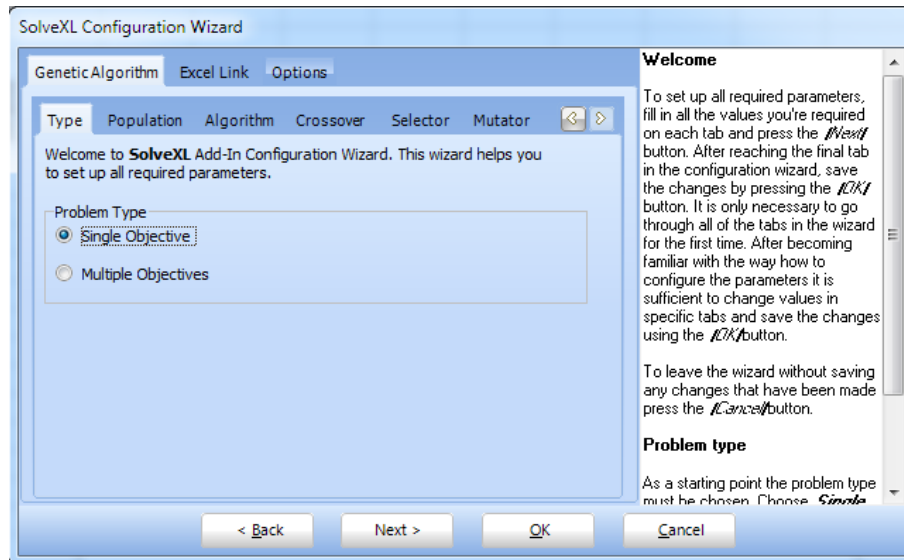 SolveXL Configuration Wizard
Genetic Algorithm Excel Link Options
Type Population Algorithm Crossover Selector Mutator
Welcome to SolveXL Add-In Configuration Wizard. This wizard helps you
to set up all required parameters.
Problem Type
Single Objective
Multiple Objectives
Welcome
To set up all required parameters,
fill in all the values you're required
on each tab and press the /Next/
button. After reaching the final tab
in the configuration wizard, save
the changes by pressing the /OK/
button. It is only necessary to go
through all of the tabs in the wizard
for the first time. After becoming
familiar with the way how to
configure the parameters it is
sufficient to change values in
specific tabs and save the changes
using the /OK/button.
To leave the wizard without saving
any changes that have been made
press the /Cancel/button.
Problem type
As a starting point the problem type
must be chosen. Choose Single
< Back Next > OK Cancel